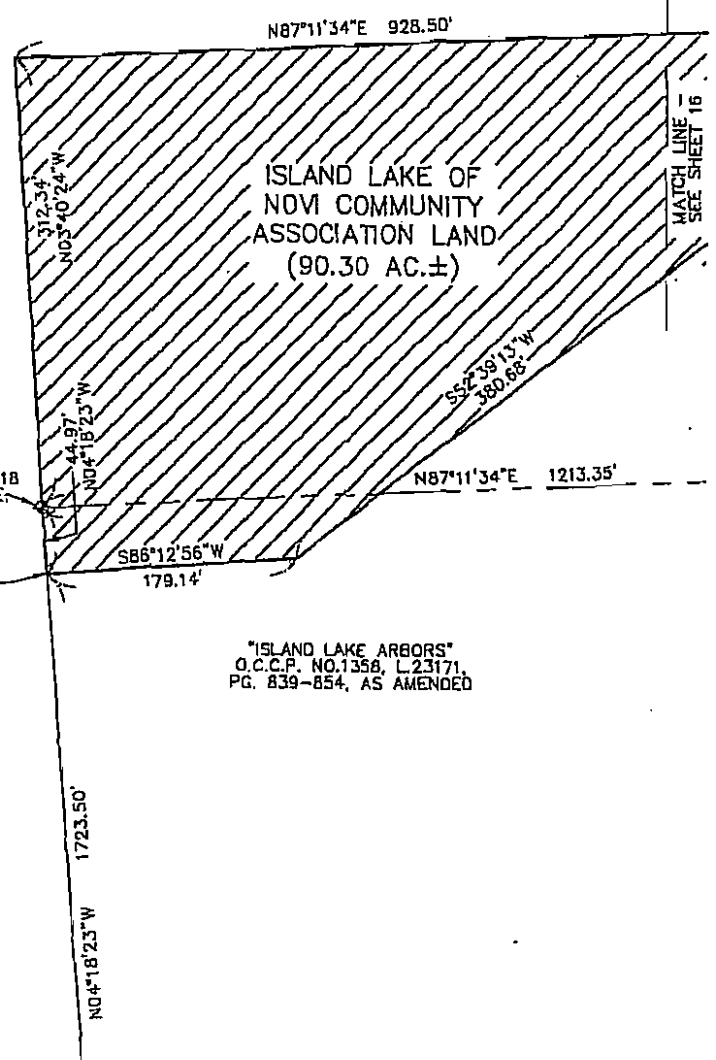 N87°11'34"E 928.50'
MATCH LINE –
SEE SHEET 16
312.34'
N03°40'24"W
ISLAND LAKE OF
NOVI COMMUNITY
ASSOCIATION LAND
(90.30 AC.±)
S52°39'13"W
380.68'
44.97'
N04°18'23"W
18
N87°11'34"E 1213.35'
S86°12'56"W
179.14'
"ISLAND LAKE ARBORS"
O.C.C.P. NO.1358, L.23171,
PG. 839-854, AS AMENDED
1723.50'
N04°18'23"W